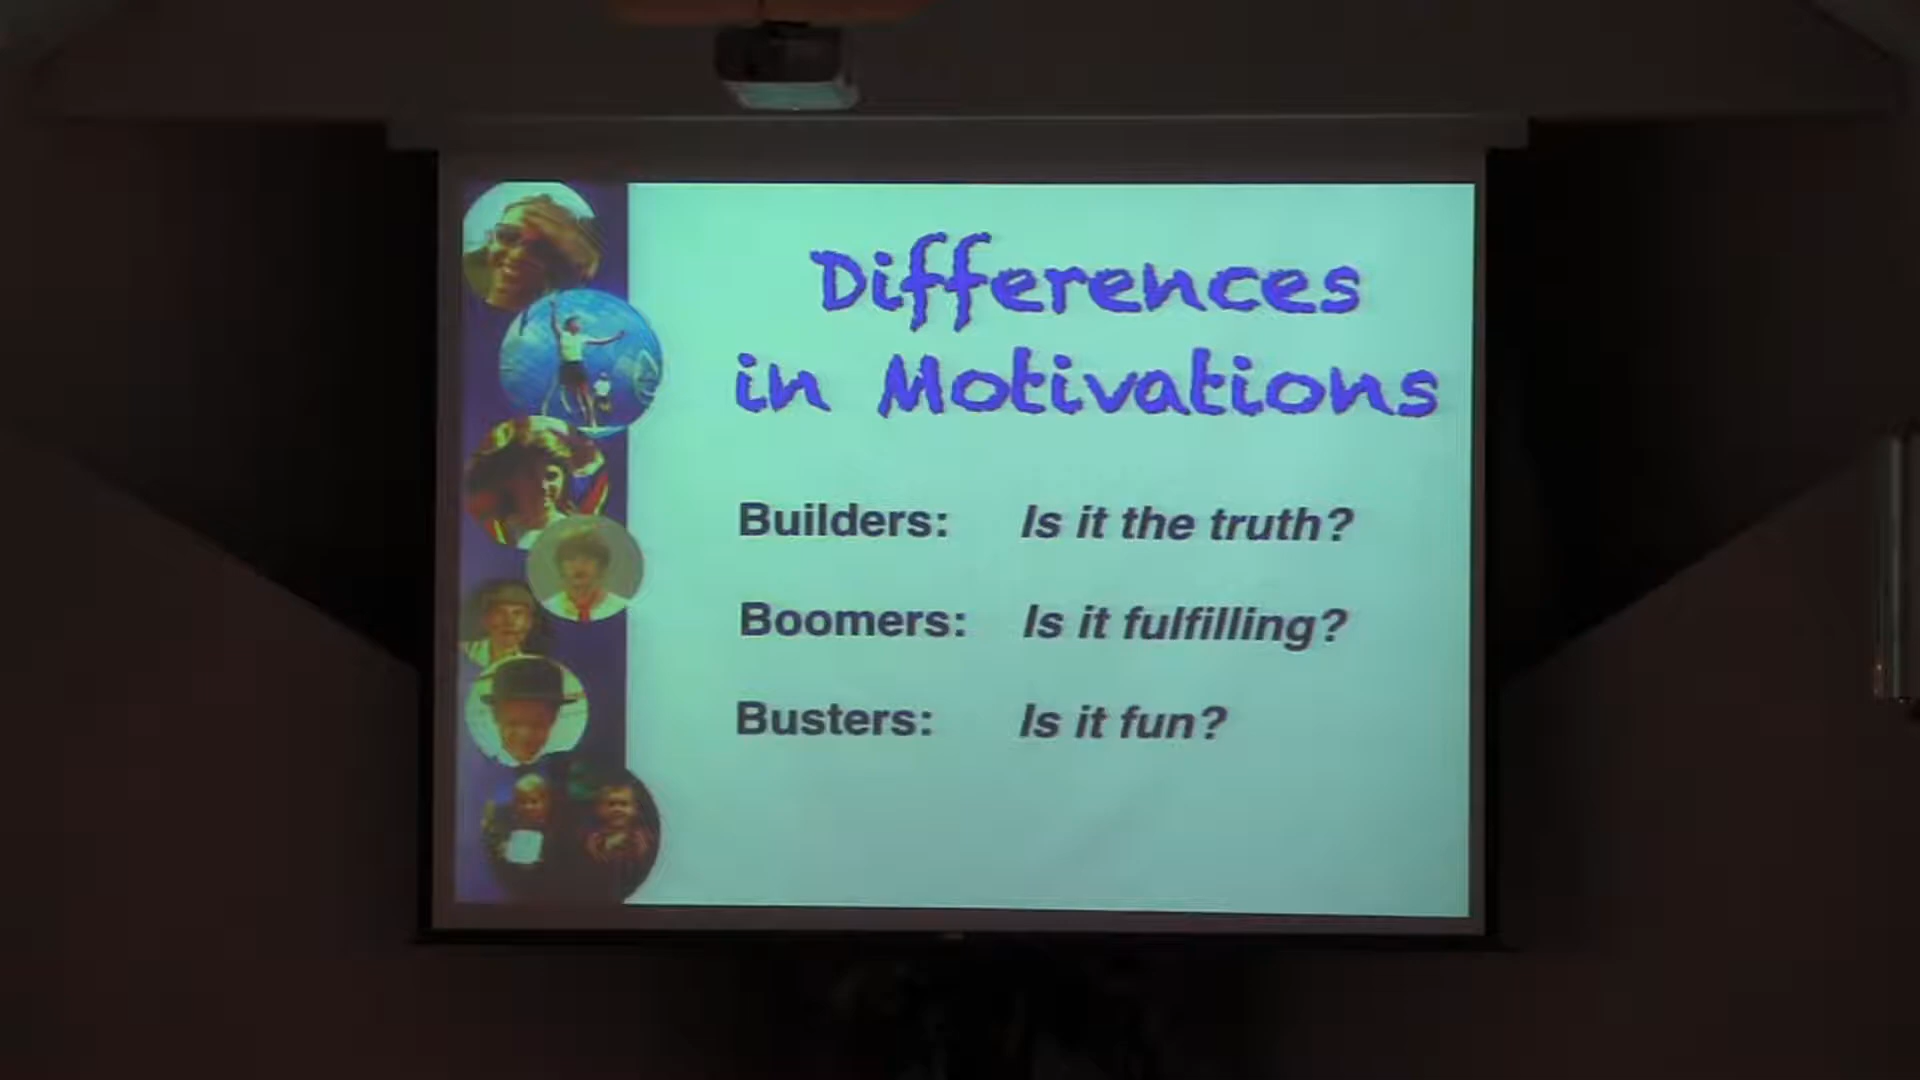 Differences
in Motivations
Builders: Is it the truth?
Boomers: Is it fulfilling?
Busters: Is it fun?